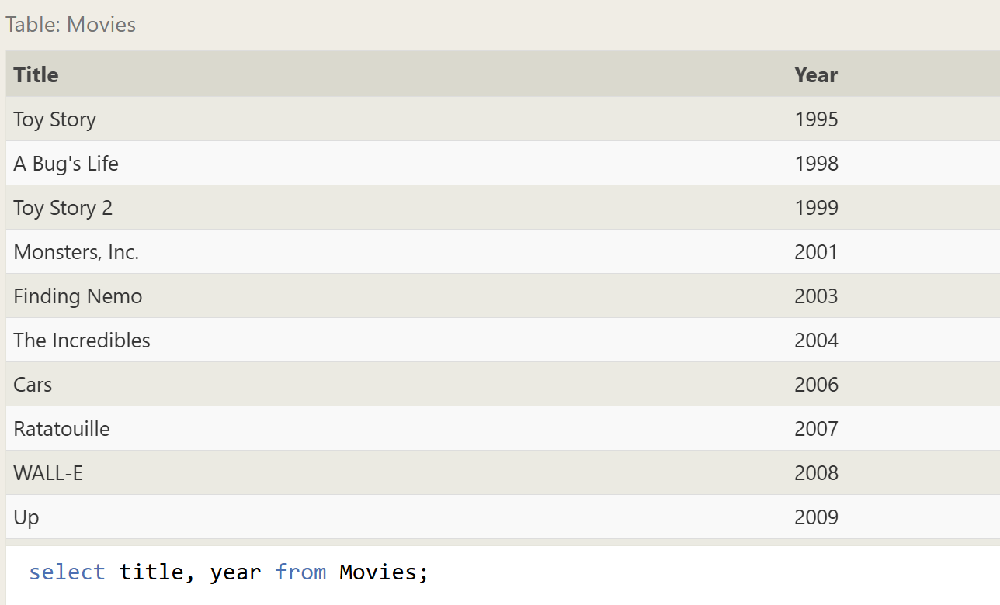 Table: Movies
Title Year
Toy Story 1995
A Bug's Life 1998
Toy Story 2 1999
Monsters, Inc. 2001
Finding Nemo 2003
The Incredibles 2004
Cars 2006
Ratatouille 2007
WALL-E 2008
Up 2009
select title, year from Movies;